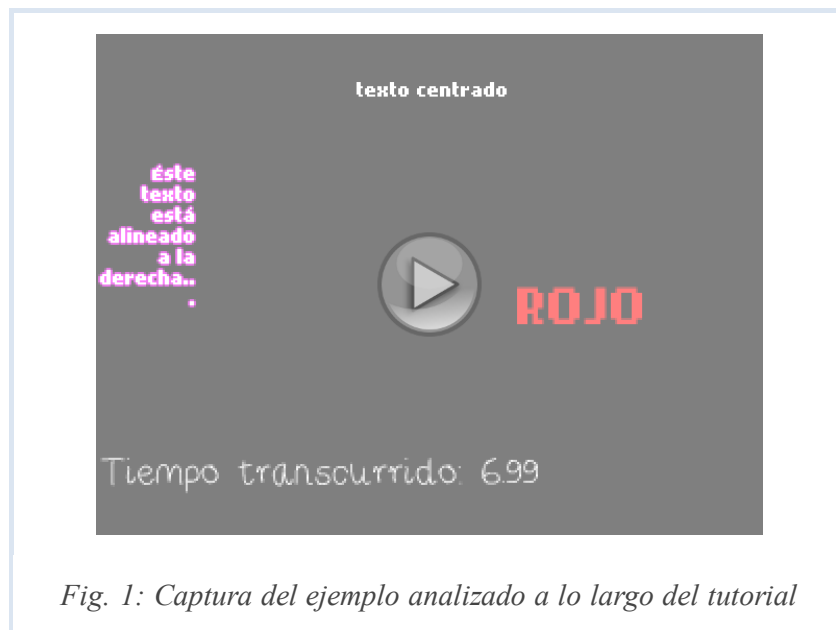 texto centrado
Éste
texto
está
alineado
a la
derecha..
.
ROJO
Tiempo transcurrido: 6.99
Fig. 1: Captura del ejemplo analizado a lo largo del tutorial